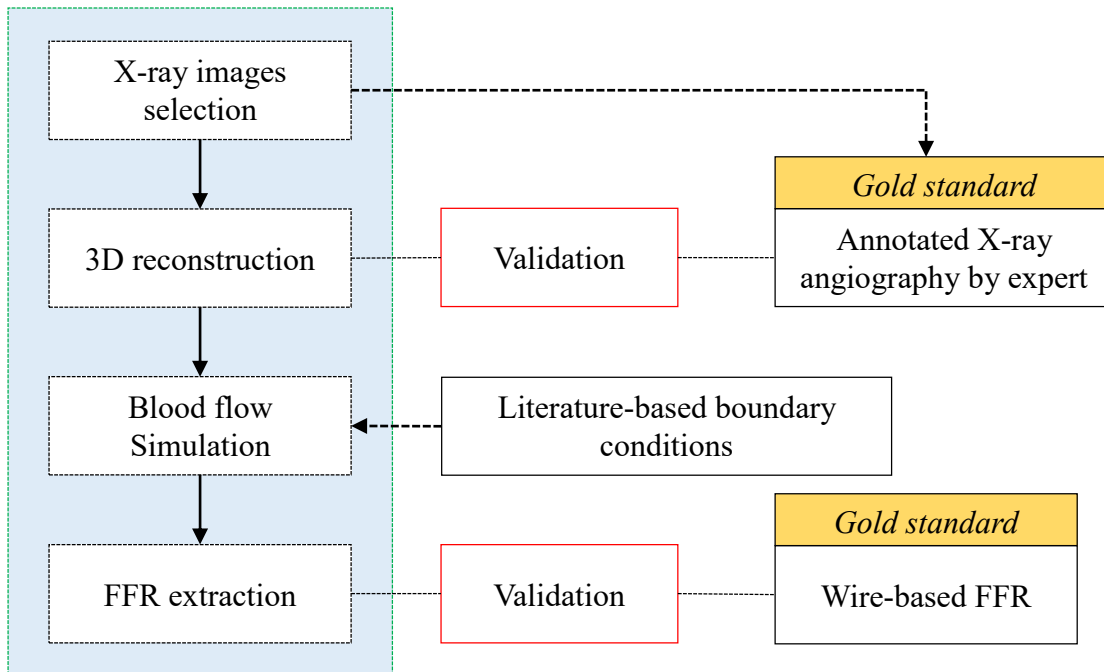 X-ray images
selection
Gold standard
3D reconstruction
Validation
Annotated X-ray
angiography by expert
Blood flow
Simulation
Literature-based boundary
conditions
Gold standard
FFR extraction
Validation
Wire-based FFR